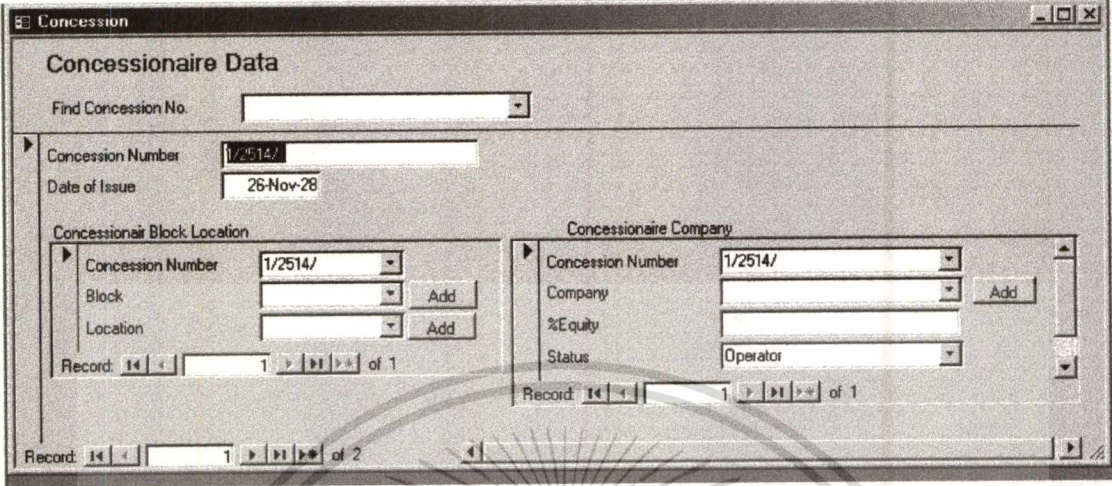 Concession
Concessionaire Data
Find Concession No.
Concession Number 1/2514/
Date of Issue 26-Nov-28
Concessionair Block Location
Concession Number 1/2514/
Block Add
Location Add
Record: 1 of 1
Concessionaire Company
Concession Number 1/2514/
Company Add
%Equity
Status Operator
Record: 1 of 1
Record: 1 of 2